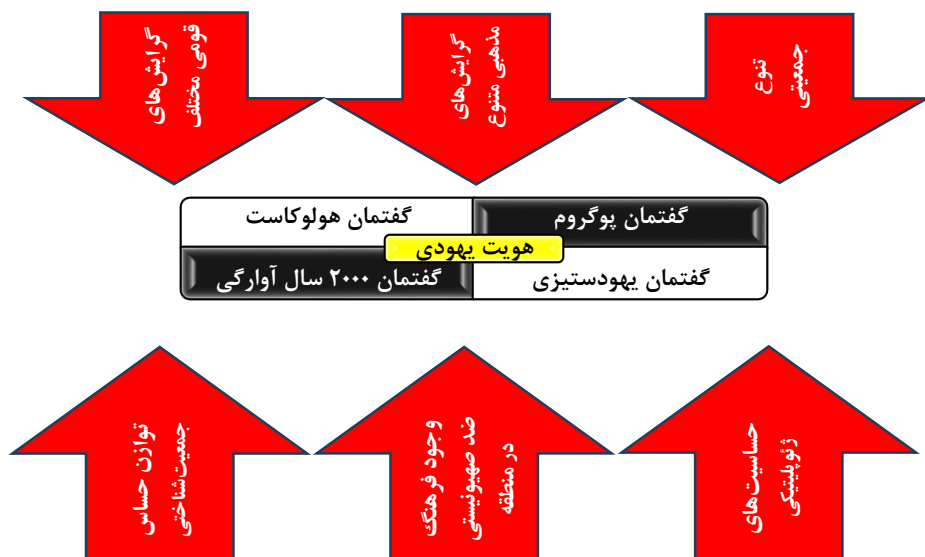 تنوع
جمعیتی
گرایش‌های
مذهبی متنوع
گرایش‌های
قومی مختلف
گفتمان پوگروم
گفتمان هولوکاست
هویت یهودی
گفتمان یهودستیزی
گفتمان ۲۰۰۰ سال آوارگی
حساسیت‌های
ژئوپلیتیکی
وجود فرهنگ
ضد صهیونیستی
در منطقه
توازن حساس
جمعیت‌شناختی